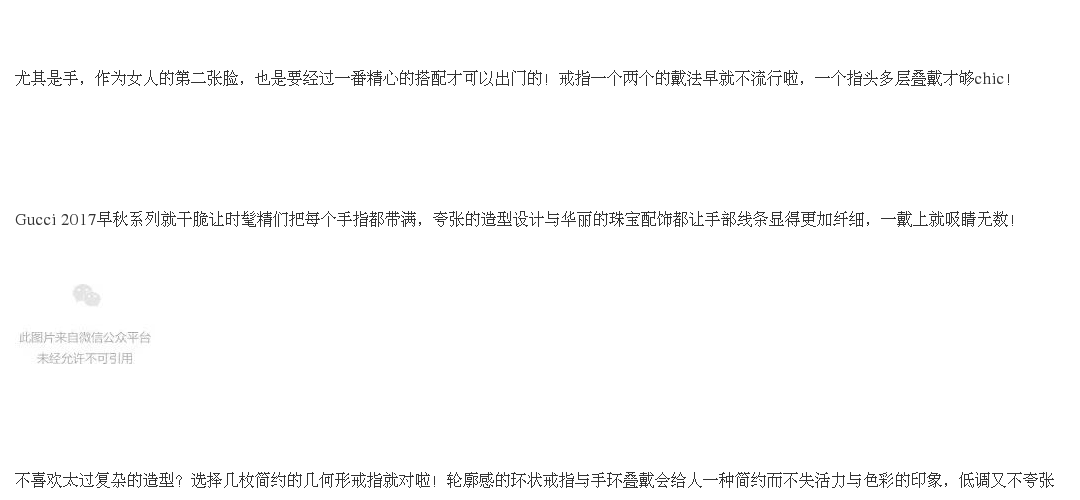 尤其是手，作为女人的第二张脸，也是要经过一番精心的搭配才可以出门的！戒指一个两个的戴法早就不流行啦，一个指头多层叠戴才够chic！
Gucci 2017早秋系列就干脆让时髦精们把每个手指都带满，夸张的造型设计与华丽的珠宝配饰都让手部线条显得更加纤细，一戴上就吸睛无数！
此图片来自微信公众平台
未经允许不可引用
不喜欢太过复杂的造型？选择几枚简约的几何形戒指就对啦！轮廓感的环状戒指与手环叠戴会给人一种简约而不失活力与色彩的印象，低调又不夸张